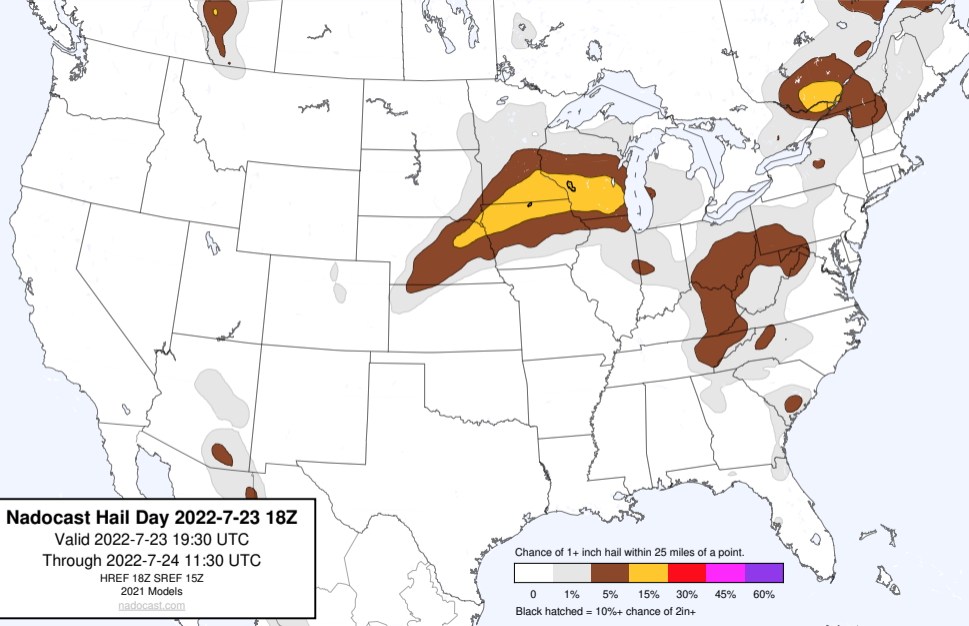 Nadocast Hail Day 2022-7-23 18Z
Valid 2022-7-23 19:30 UTC
Through 2022-7-24 11:30 UTC
HREF 18Z SREF 15Z
2021 Models
nadocast.com
Chance of 1+ inch hail within 25 miles of a point.
0 1% 5% 15% 30% 45% 60%
Black hatched = 10%+ chance of 2in+